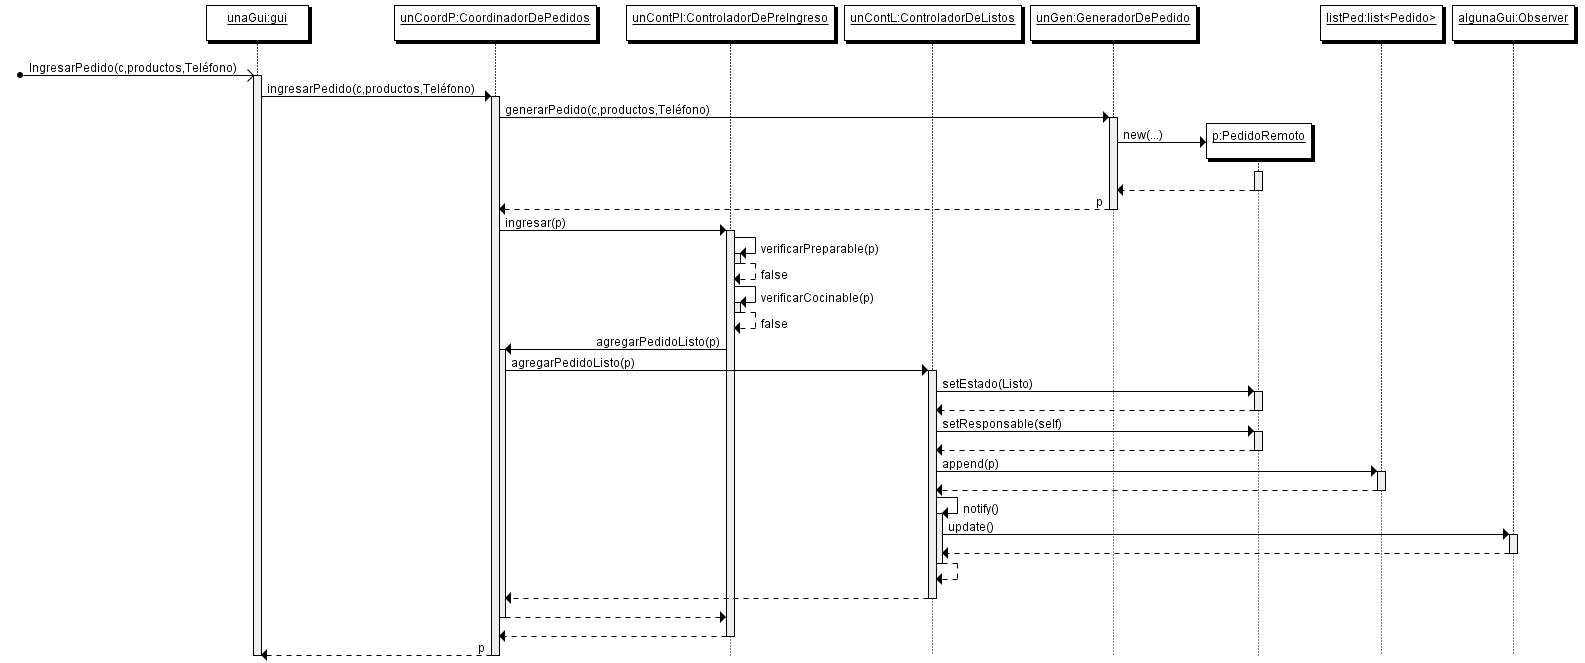 unaGui:gui
unCoordP:CoordinadorDePedidos
unContPI:ControladorDePreIngreso
unContL:ControladorDeListos
unGen:GeneradorDePedido
listPed:list<Pedido>
algunaGui:Observer
IngresarPedido(c,productos,Teléfono)
ingresarPedido(c,productos,Teléfono)
generarPedido(c,productos,Teléfono)
new(...)
p:PedidoRemoto
p
ingresar(p)
verificarPreparable(p)
false
verificarCocinable(p)
false
agregarPedidoListo(p)
agregarPedidoListo(p)
setEstado(Listo)
setResponsable(self)
append(p)
notify()
update()
p